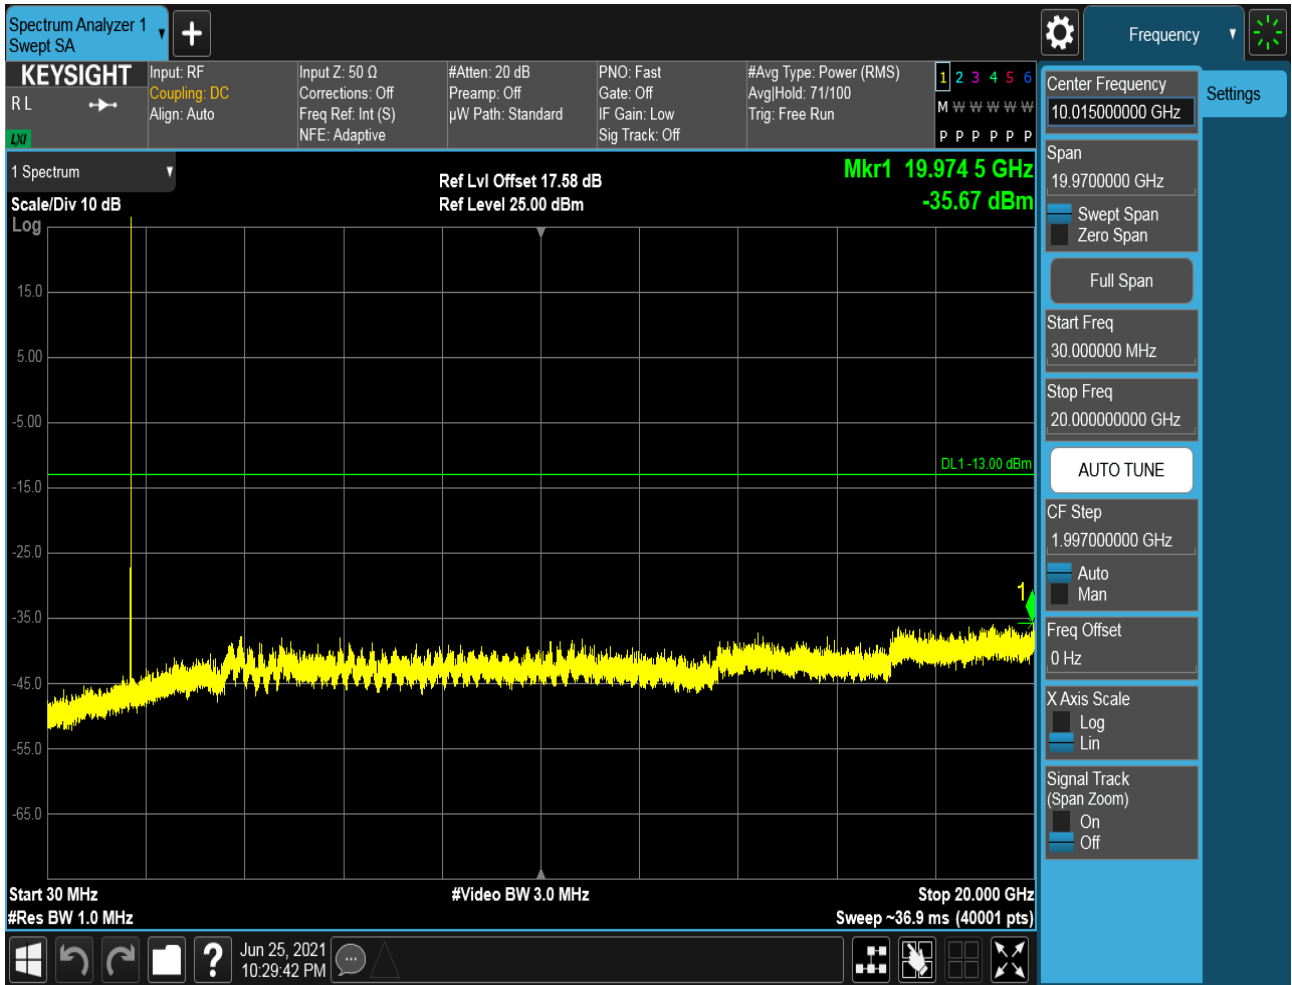 Spectrum Analyzer 1
Swept SA
Frequency
KEYSIGHT
R L
LXI
Input: RF
Coupling: DC
Align: Auto
Input Z: 50 Ω
Corrections: Off
Freq Ref: Int (S)
NFE: Adaptive
#Atten: 20 dB
Preamp: Off
µW Path: Standard
PNO: Fast
Gate: Off
IF Gain: Low
Sig Track: Off
#Avg Type: Power (RMS)
Avg|Hold: 71/100
Trig: Free Run
1 2 3 4 5 6
M W W W W W
P P P P P P
1 Spectrum
Scale/Div 10 dB
Log
Ref Lvl Offset 17.58 dB
Ref Level 25.00 dBm
Mkr1 19.974 5 GHz
-35.67 dBm
15.0
5.00
-5.00
DL1 -13.00 dBm
-15.0
-25.0
1
-35.0
-45.0
-55.0
-65.0
Start 30 MHz
#Res BW 1.0 MHz
#Video BW 3.0 MHz
Stop 20.000 GHz
Sweep ~36.9 ms (40001 pts)
Center Frequency
10.015000000 GHz
Settings
Span
19.9700000 GHz
Swept Span
Zero Span
Full Span
Start Freq
30.000000 MHz
Stop Freq
20.000000000 GHz
AUTO TUNE
CF Step
1.997000000 GHz
Auto
Man
Freq Offset
0 Hz
X Axis Scale
Log
Lin
Signal Track
(Span Zoom)
On
Off
?
Jun 25, 2021
10:29:42 PM